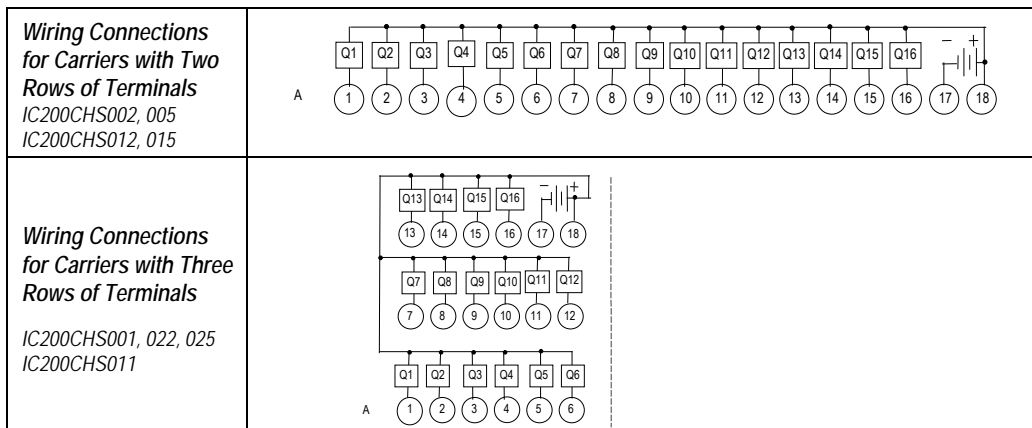 Wiring Connections
for Carriers with Two
Rows of Terminals
IC200CHS002, 005
IC200CHS012, 015
Q1 Q2 Q3 Q4 Q5 Q6 Q7 Q8 Q9 Q10 Q11 Q12 Q13 Q14 Q15 Q16 − +
A 1 2 3 4 5 6 7 8 9 10 11 12 13 14 15 16 17 18
Wiring Connections
for Carriers with Three
Rows of Terminals
IC200CHS001, 022, 025
IC200CHS011
Q13 Q14 Q15 Q16 − +
13 14 15 16 17 18
Q7 Q8 Q9 Q10 Q11 Q12
7 8 9 10 11 12
Q1 Q2 Q3 Q4 Q5 Q6
A 1 2 3 4 5 6